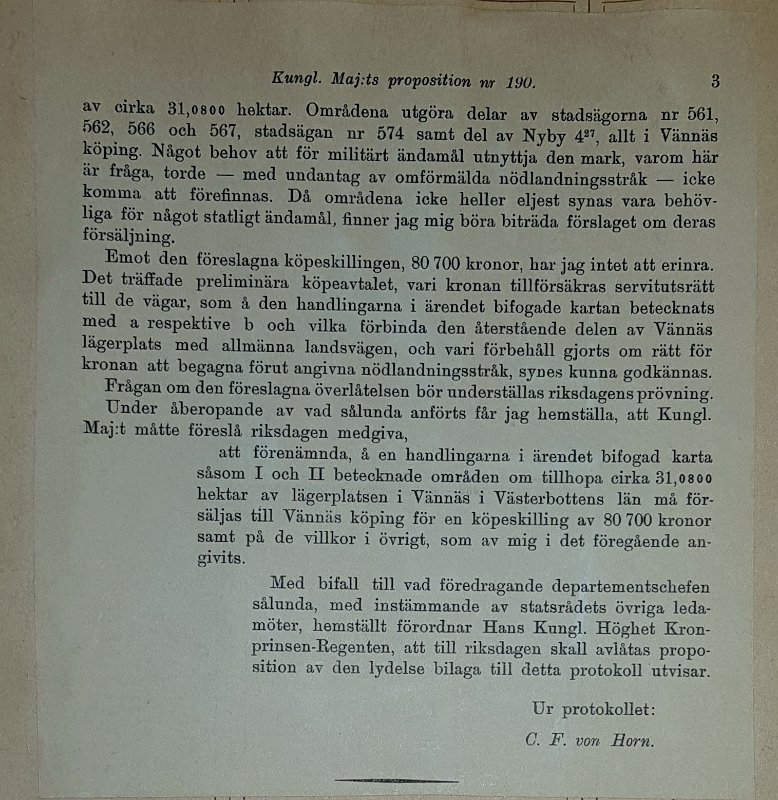 Kungl. Maj:ts proposition nr 190. 3
av cirka 31,0800 hektar. Områdena utgöra delar av stadsägorna nr 561,
562, 566 och 567, stadsägan nr 574 samt del av Nyby 4²⁷, allt i Vännäs
köping. Något behov att för militärt ändamål utnyttja den mark, varom här
är fråga, torde — med undantag av omförmälda nödlandningsstråk — icke
komma att förefinnas. Då områdena icke heller eljest synas vara behöv-
liga för något statligt ändamål, finner jag mig böra biträda förslaget om deras
försäljning.
Emot den föreslagna köpeskillingen, 80 700 kronor, har jag intet att erinra.
Det träffade preliminära köpeavtalet, vari kronan tillförsäkras servitutsrätt
till de vägar, som å den handlingarna i ärendet bifogade kartan betecknats
med a respektive b och vilka förbinda den återstående delen av Vännäs
lägerplats med allmänna landsvägen, och vari förbehåll gjorts om rätt för
kronan att begagna förut angivna nödlandningsstråk, synes kunna godkännas.
Frågan om den föreslagna överlåtelsen bör underställas riksdagens prövning.
Under åberopande av vad sålunda anförts får jag hemställa, att Kungl.
Maj:t måtte föreslå riksdagen medgiva,
att förenämnda, å en handlingarna i ärendet bifogad karta
såsom I och II betecknade områden om tillhopa cirka 31,0800
hektar av lägerplatsen i Vännäs i Västerbottens län må för-
säljas till Vännäs köping för en köpeskilling av 80 700 kronor
samt på de villkor i övrigt, som av mig i det föregående an-
givits.
Med bifall till vad föredragande departementschefen
sålunda, med instämmande av statsrådets övriga leda-
möter, hemställt förordnar Hans Kungl. Höghet Kron-
prinsen-Regenten, att till riksdagen skall avlåtas propo-
sition av den lydelse bilaga till detta protokoll utvisar.
Ur protokollet:
C. F. von Horn.